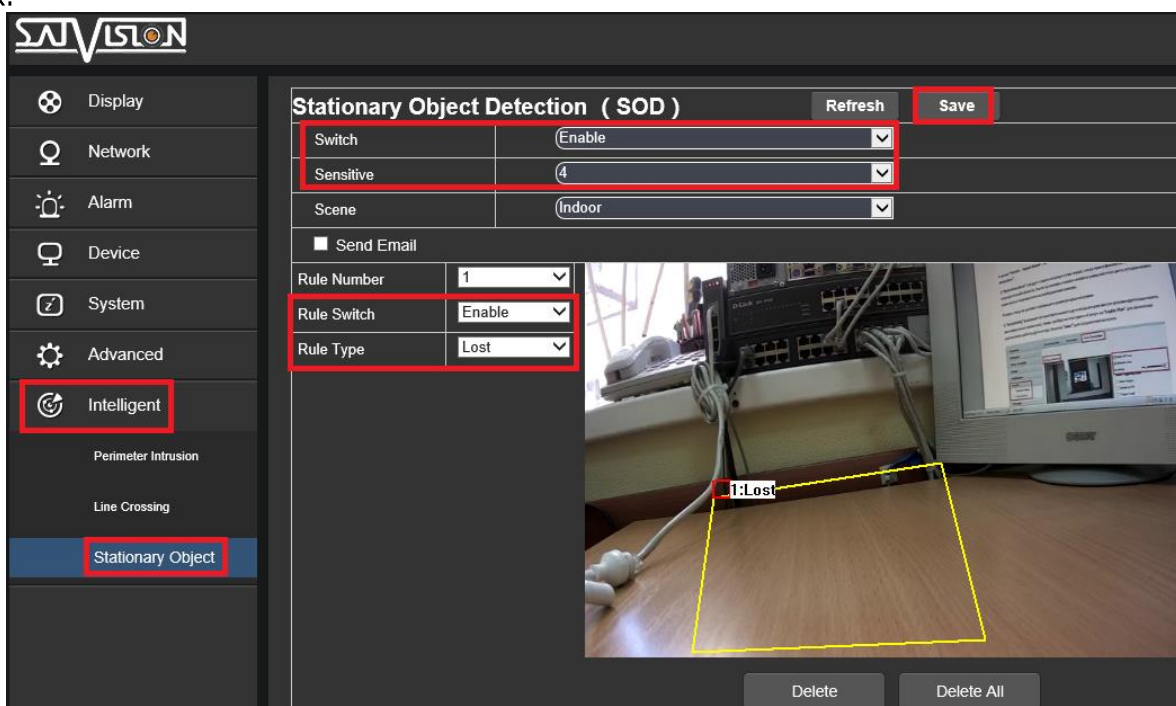 SATVISION
Display
Network
Alarm
Device
System
Advanced
Intelligent
Perimeter Intrusion
Line Crossing
Stationary Object
Stationary Object Detection ( SOD )
Refresh
Save
Switch
Enable
Sensitive
4
Scene
Indoor
Send Email
Rule Number
1
Rule Switch
Enable
Rule Type
Lost
D-Link
1:Lost
Delete
Delete All